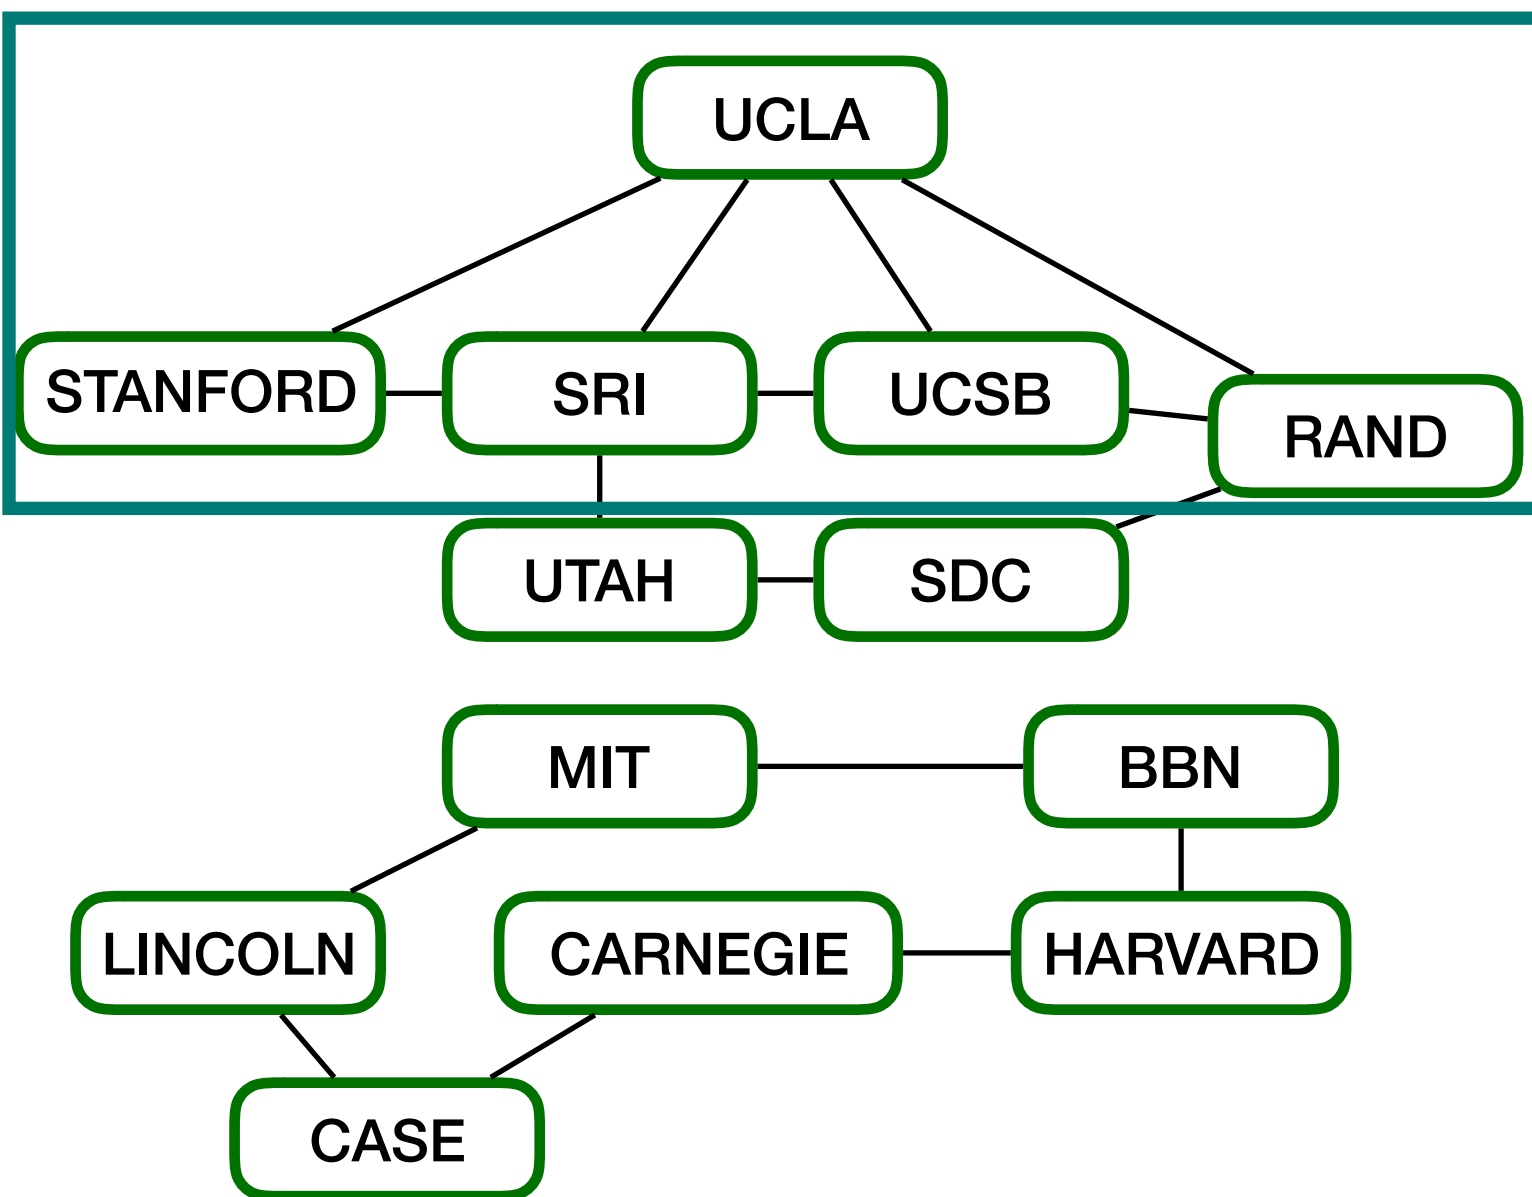 UCLA
STANFORD
SRI
UCSB
RAND
UTAH
SDC
MIT
BBN
LINCOLN
CARNEGIE
HARVARD
CASE